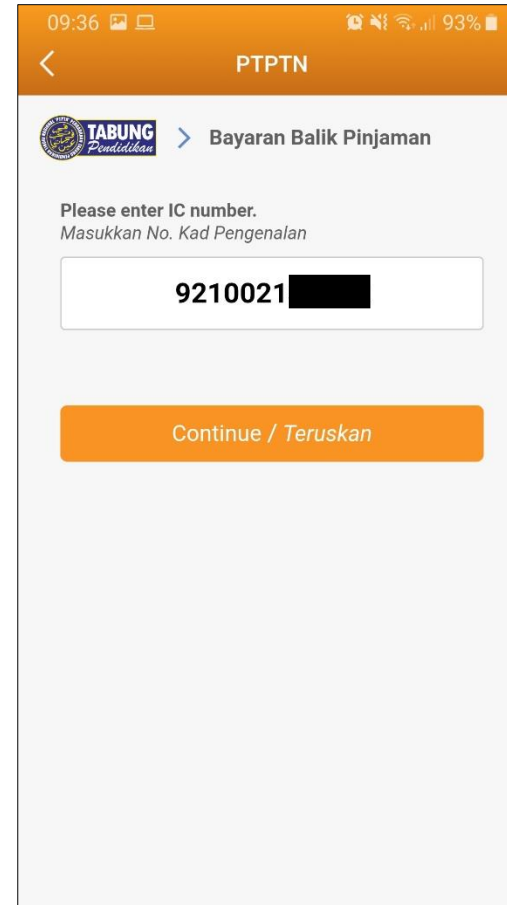 09:36 93%
PTPTN
TABUNG
Pendidikan
> Bayaran Balik Pinjaman
Please enter IC number.
Masukkan No. Kad Pengenalan
9210021
Continue / Teruskan